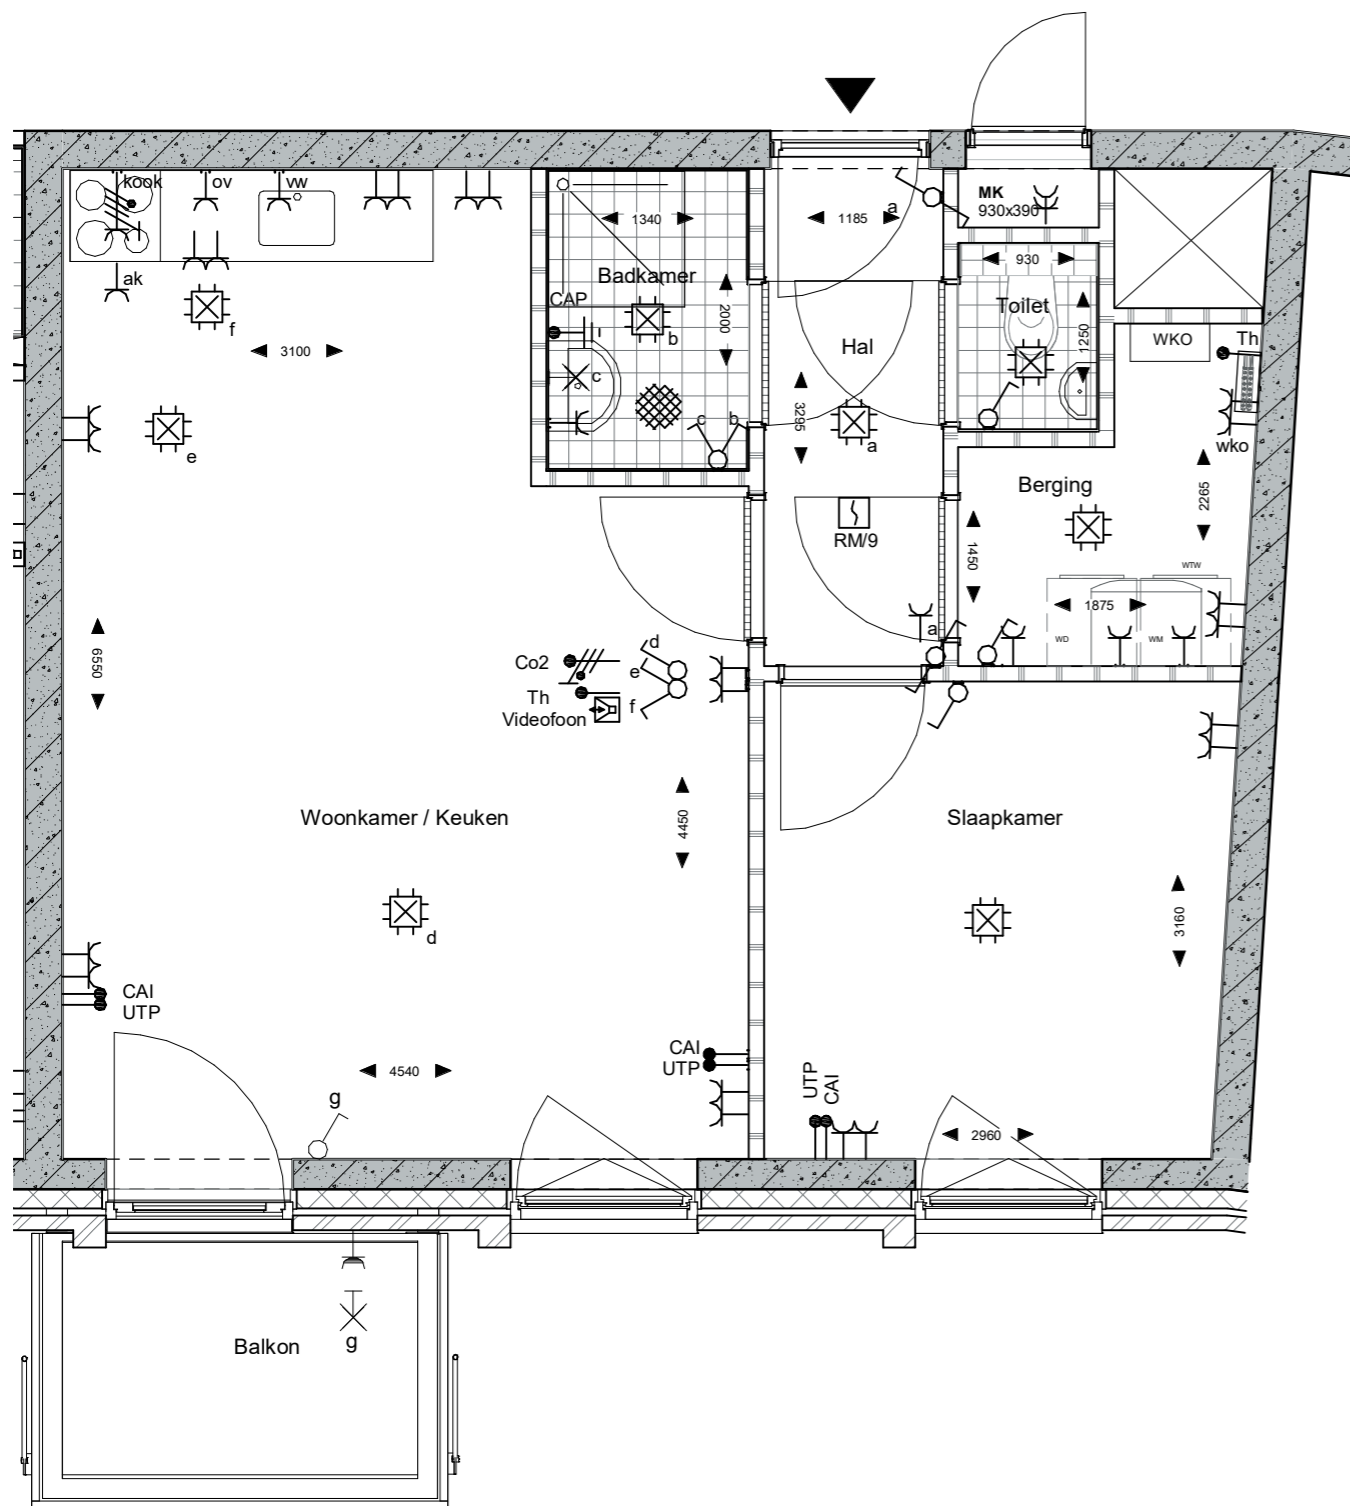 kook
ov
vw
ak
f
3100
e
1340
Badkamer
CAP
b
2000
c
c
b
1185
a
Hal
3295
a
RM/9
MK
930x390
930
Toilet
1250
WKO
Th
wko
Berging
2265
1450
WTW
1875
WD
WM
a
6550
Co2
Th
Videofoon
d
e
f
4450
Woonkamer / Keuken
d
Slaapkamer
3160
CAI
UTP
4540
g
CAI
UTP
UTP
CAI
2960
Balkon
g